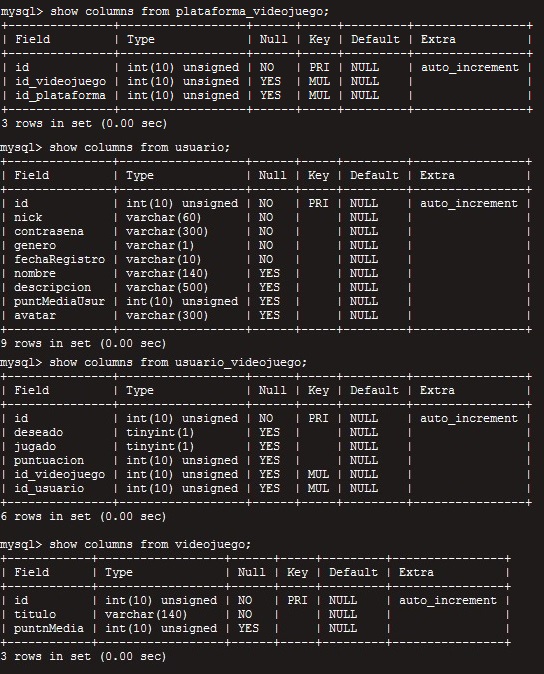 mysql> show columns from plataforma_videojuego;
+---------------+------------------+------+-----+---------+----------------+
| Field         | Type             | Null | Key | Default | Extra          |
+---------------+------------------+------+-----+---------+----------------+
| id            | int(10) unsigned | NO   | PRI | NULL    | auto_increment |
| id_videojuego | int(10) unsigned | YES  | MUL | NULL    |                |
| id_plataforma | int(10) unsigned | YES  | MUL | NULL    |                |
+---------------+------------------+------+-----+---------+----------------+
3 rows in set (0.00 sec)
mysql> show columns from usuario;
+---------------+------------------+------+-----+---------+----------------+
| Field         | Type             | Null | Key | Default | Extra          |
+---------------+------------------+------+-----+---------+----------------+
| id            | int(10) unsigned | NO   | PRI | NULL    | auto_increment |
| nick          | varchar(60)      | NO   |     | NULL    |                |
| contrasena    | varchar(300)     | NO   |     | NULL    |                |
| genero        | varchar(1)       | NO   |     | NULL    |                |
| fechaRegistro | varchar(10)      | NO   |     | NULL    |                |
| nombre        | varchar(140)     | YES  |     | NULL    |                |
| descripcion   | varchar(500)     | YES  |     | NULL    |                |
| puntMediaUsur | int(10) unsigned | YES  |     | NULL    |                |
| avatar        | varchar(300)     | YES  |     | NULL    |                |
+---------------+------------------+------+-----+---------+----------------+
9 rows in set (0.00 sec)
mysql> show columns from usuario_videojuego;
+---------------+------------------+------+-----+---------+----------------+
| Field         | Type             | Null | Key | Default | Extra          |
+---------------+------------------+------+-----+---------+----------------+
| id            | int(10) unsigned | NO   | PRI | NULL    | auto_increment |
| deseado       | tinyint(1)       | YES  |     | NULL    |                |
| jugado        | tinyint(1)       | YES  |     | NULL    |                |
| puntuacion    | int(10) unsigned | YES  |     | NULL    |                |
| id_videojuego | int(10) unsigned | YES  | MUL | NULL    |                |
| id_usuario    | int(10) unsigned | YES  | MUL | NULL    |                |
+---------------+------------------+------+-----+---------+----------------+
6 rows in set (0.00 sec)
mysql> show columns from videojuego;
+------------+------------------+------+-----+---------+----------------+
| Field      | Type             | Null | Key | Default | Extra          |
+------------+------------------+------+-----+---------+----------------+
| id         | int(10) unsigned | NO   | PRI | NULL    | auto_increment |
| titulo     | varchar(140)     | NO   |     | NULL    |                |
| puntnMedia | int(10) unsigned | YES  |     | NULL    |                |
+------------+------------------+------+-----+---------+----------------+
3 rows in set (0.00 sec)